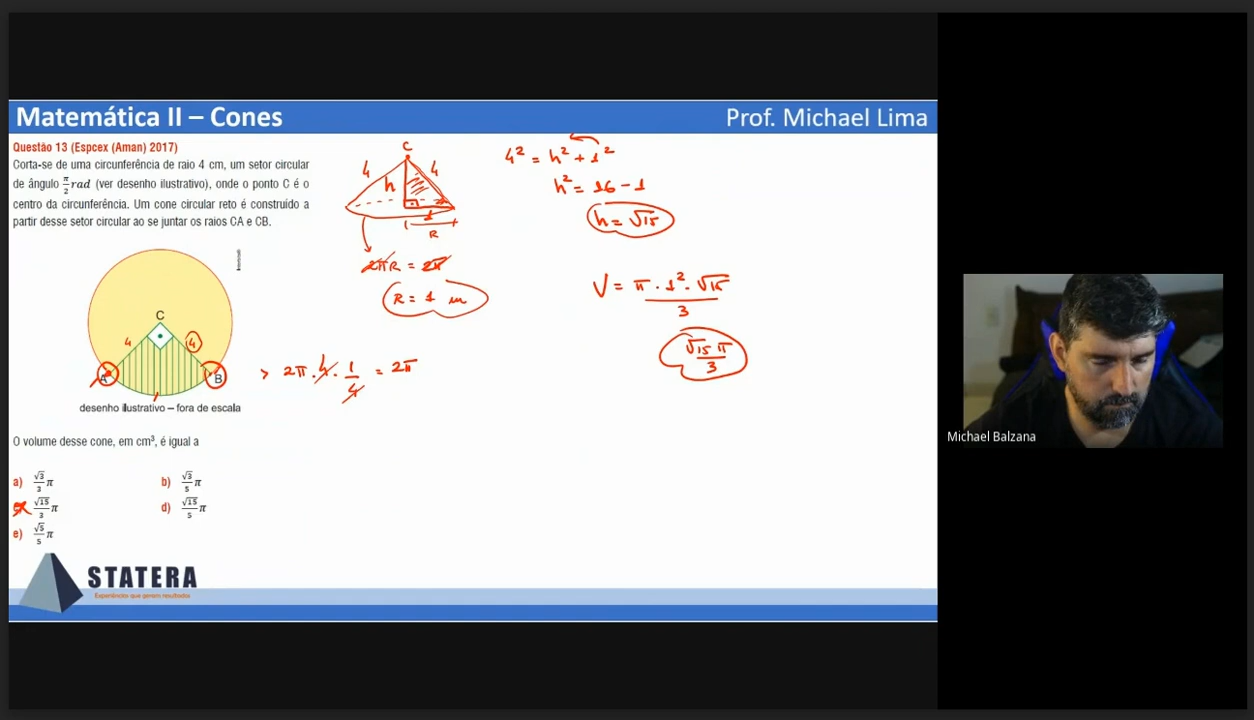 Matemática II – Cones
Prof. Michael Lima
Questão 13 (Espcex (Aman) 2017)
Corta-se de uma circunferência de raio 4 cm, um setor circular
de ângulo π/2 rad (ver desenho ilustrativo), onde o ponto C é o
centro da circunferência. Um cone circular reto é construído a
partir desse setor circular ao se juntar os raios CA e CB.
C
4
4
A
B
desenho ilustrativo – fora de escala
C
4
4
h
1
R
2πR = 2π
R = 1 cm
> 2π . 4 . 1/4 = 2π
4² = h² + 1²
h² = 16 - 1
h = √15
V = π . 1² . √15
3
√15 π
3
O volume desse cone, em cm³, é igual a
a) √3/3 π
b) √3/5 π
√15/3 π
d) √15/5 π
e) √5/5 π
STATERA
Experiências que geram resultados
Michael Balzana